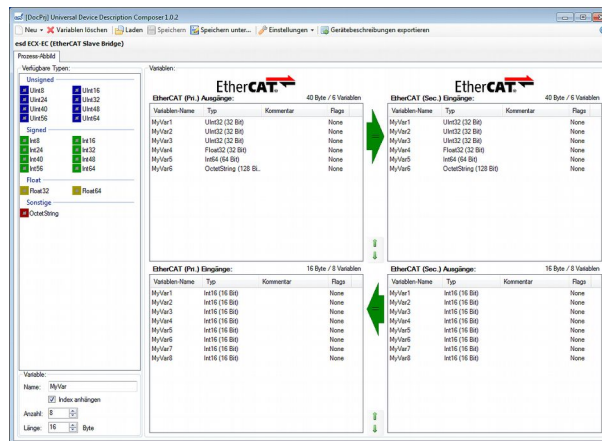 [DocPrj] Universal Device Description Composer 1.0.2
Neu Variablen löschen Laden Speichern Speichern unter... Einstellungen Gerätebeschreibungen exportieren
esd ECX-EC (EtherCAT Slave Bridge)
Prozess-Abbild
Verfügbare Typen:
Unsigned
UInt8 UInt16
UInt24 UInt32
UInt40 UInt48
UInt56 UInt64
Signed
Int8 Int16
Int24 Int32
Int40 Int48
Int56 Int64
Float
Float32 Float64
Sonstige
OctetString
Variable:
Name: MyVar
Index anhängen
Anzahl: 8
Länge: 16 Byte
Variablen:
EtherCAT
EtherCAT (Pri.) Ausgänge: 40 Byte / 6 Variablen
Variablen-Name Typ Kommentar Flags
MyVar1 UInt32 (32 Bit) None
MyVar2 UInt32 (32 Bit) None
MyVar3 UInt32 (32 Bit) None
MyVar4 Float32 (32 Bit) None
MyVar5 Int64 (64 Bit) None
MyVar6 OctetString (128 Bi.. None
EtherCAT
EtherCAT (Sec.) Eingänge: 40 Byte / 6 Variablen
Variablen-Name Typ Kommentar Flags
MyVar1 UInt32 (32 Bit) None
MyVar2 UInt32 (32 Bit) None
MyVar3 UInt32 (32 Bit) None
MyVar4 Float32 (32 Bit) None
MyVar5 Int64 (64 Bit) None
MyVar6 OctetString (128 Bit) None
EtherCAT (Pri.) Eingänge: 16 Byte / 8 Variablen
Variablen-Name Typ Kommentar Flags
MyVar1 Int16 (16 Bit) None
MyVar2 Int16 (16 Bit) None
MyVar3 Int16 (16 Bit) None
MyVar4 Int16 (16 Bit) None
MyVar5 Int16 (16 Bit) None
MyVar6 Int16 (16 Bit) None
MyVar7 Int16 (16 Bit) None
MyVar8 Int16 (16 Bit) None
EtherCAT (Sec.) Ausgänge: 16 Byte / 8 Variablen
Variablen-Name Typ Kommentar Flags
MyVar1 Int16 (16 Bit) None
MyVar2 Int16 (16 Bit) None
MyVar3 Int16 (16 Bit) None
MyVar4 Int16 (16 Bit) None
MyVar5 Int16 (16 Bit) None
MyVar6 Int16 (16 Bit) None
MyVar7 Int16 (16 Bit) None
MyVar8 Int16 (16 Bit) None